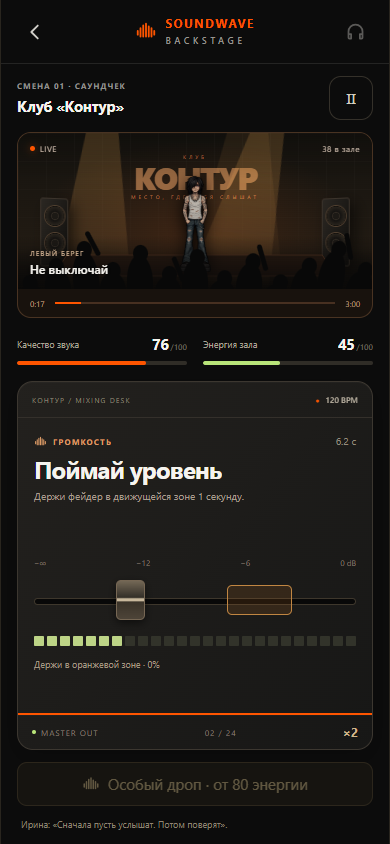 SOUNDWAVE
BACKSTAGE
СМЕНА 01 · САУНДЧЕК
Клуб «Контур»
II
LIVE
38 в зале
КЛУБ
КОНТУР
МЕСТО, ГДЕ СЛЫШАТ
ЛЕВЫЙ БЕРЕГ
Не выключай
0:17
3:00
Качество звука
76/100
Энергия зала
45/100
КОНТУР / MIXING DESK
120 BPM
ГРОМКОСТЬ
6.2 с
Поймай уровень
Держи фейдер в движущейся зоне 1 секунду.
−∞
−12
−6
0 dB
Держи в оранжевой зоне · 0%
MASTER OUT
02 / 24
×2
Особый дроп · от 80 энергии
Ирина: «Сначала пусть услышат. Потом поверят».